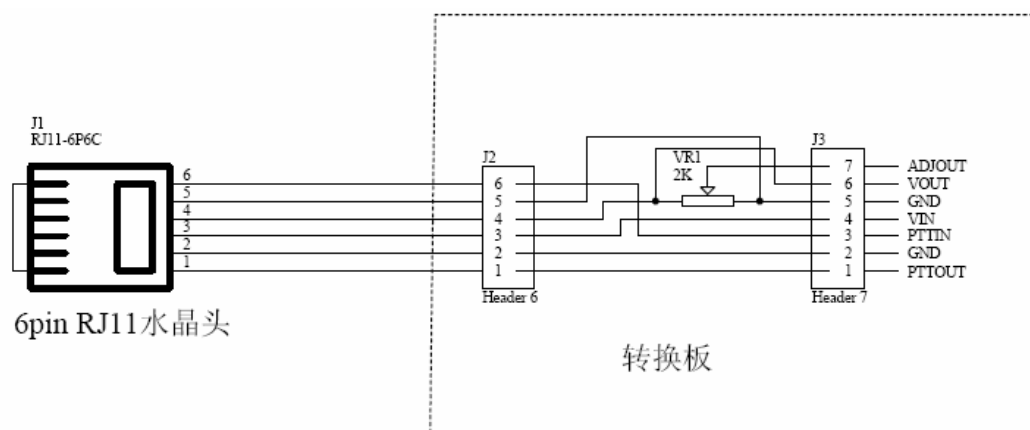 J1
RJ11-6P6C
6
5
4
3
2
1
6pin RJ11水晶头
J2
6
5
4
3
2
1
Header 6
VR1
2K
J3
7
6
5
4
3
2
1
Header 7
ADJOUT
VOUT
GND
VIN
PTTIN
GND
PTTOUT
转换板